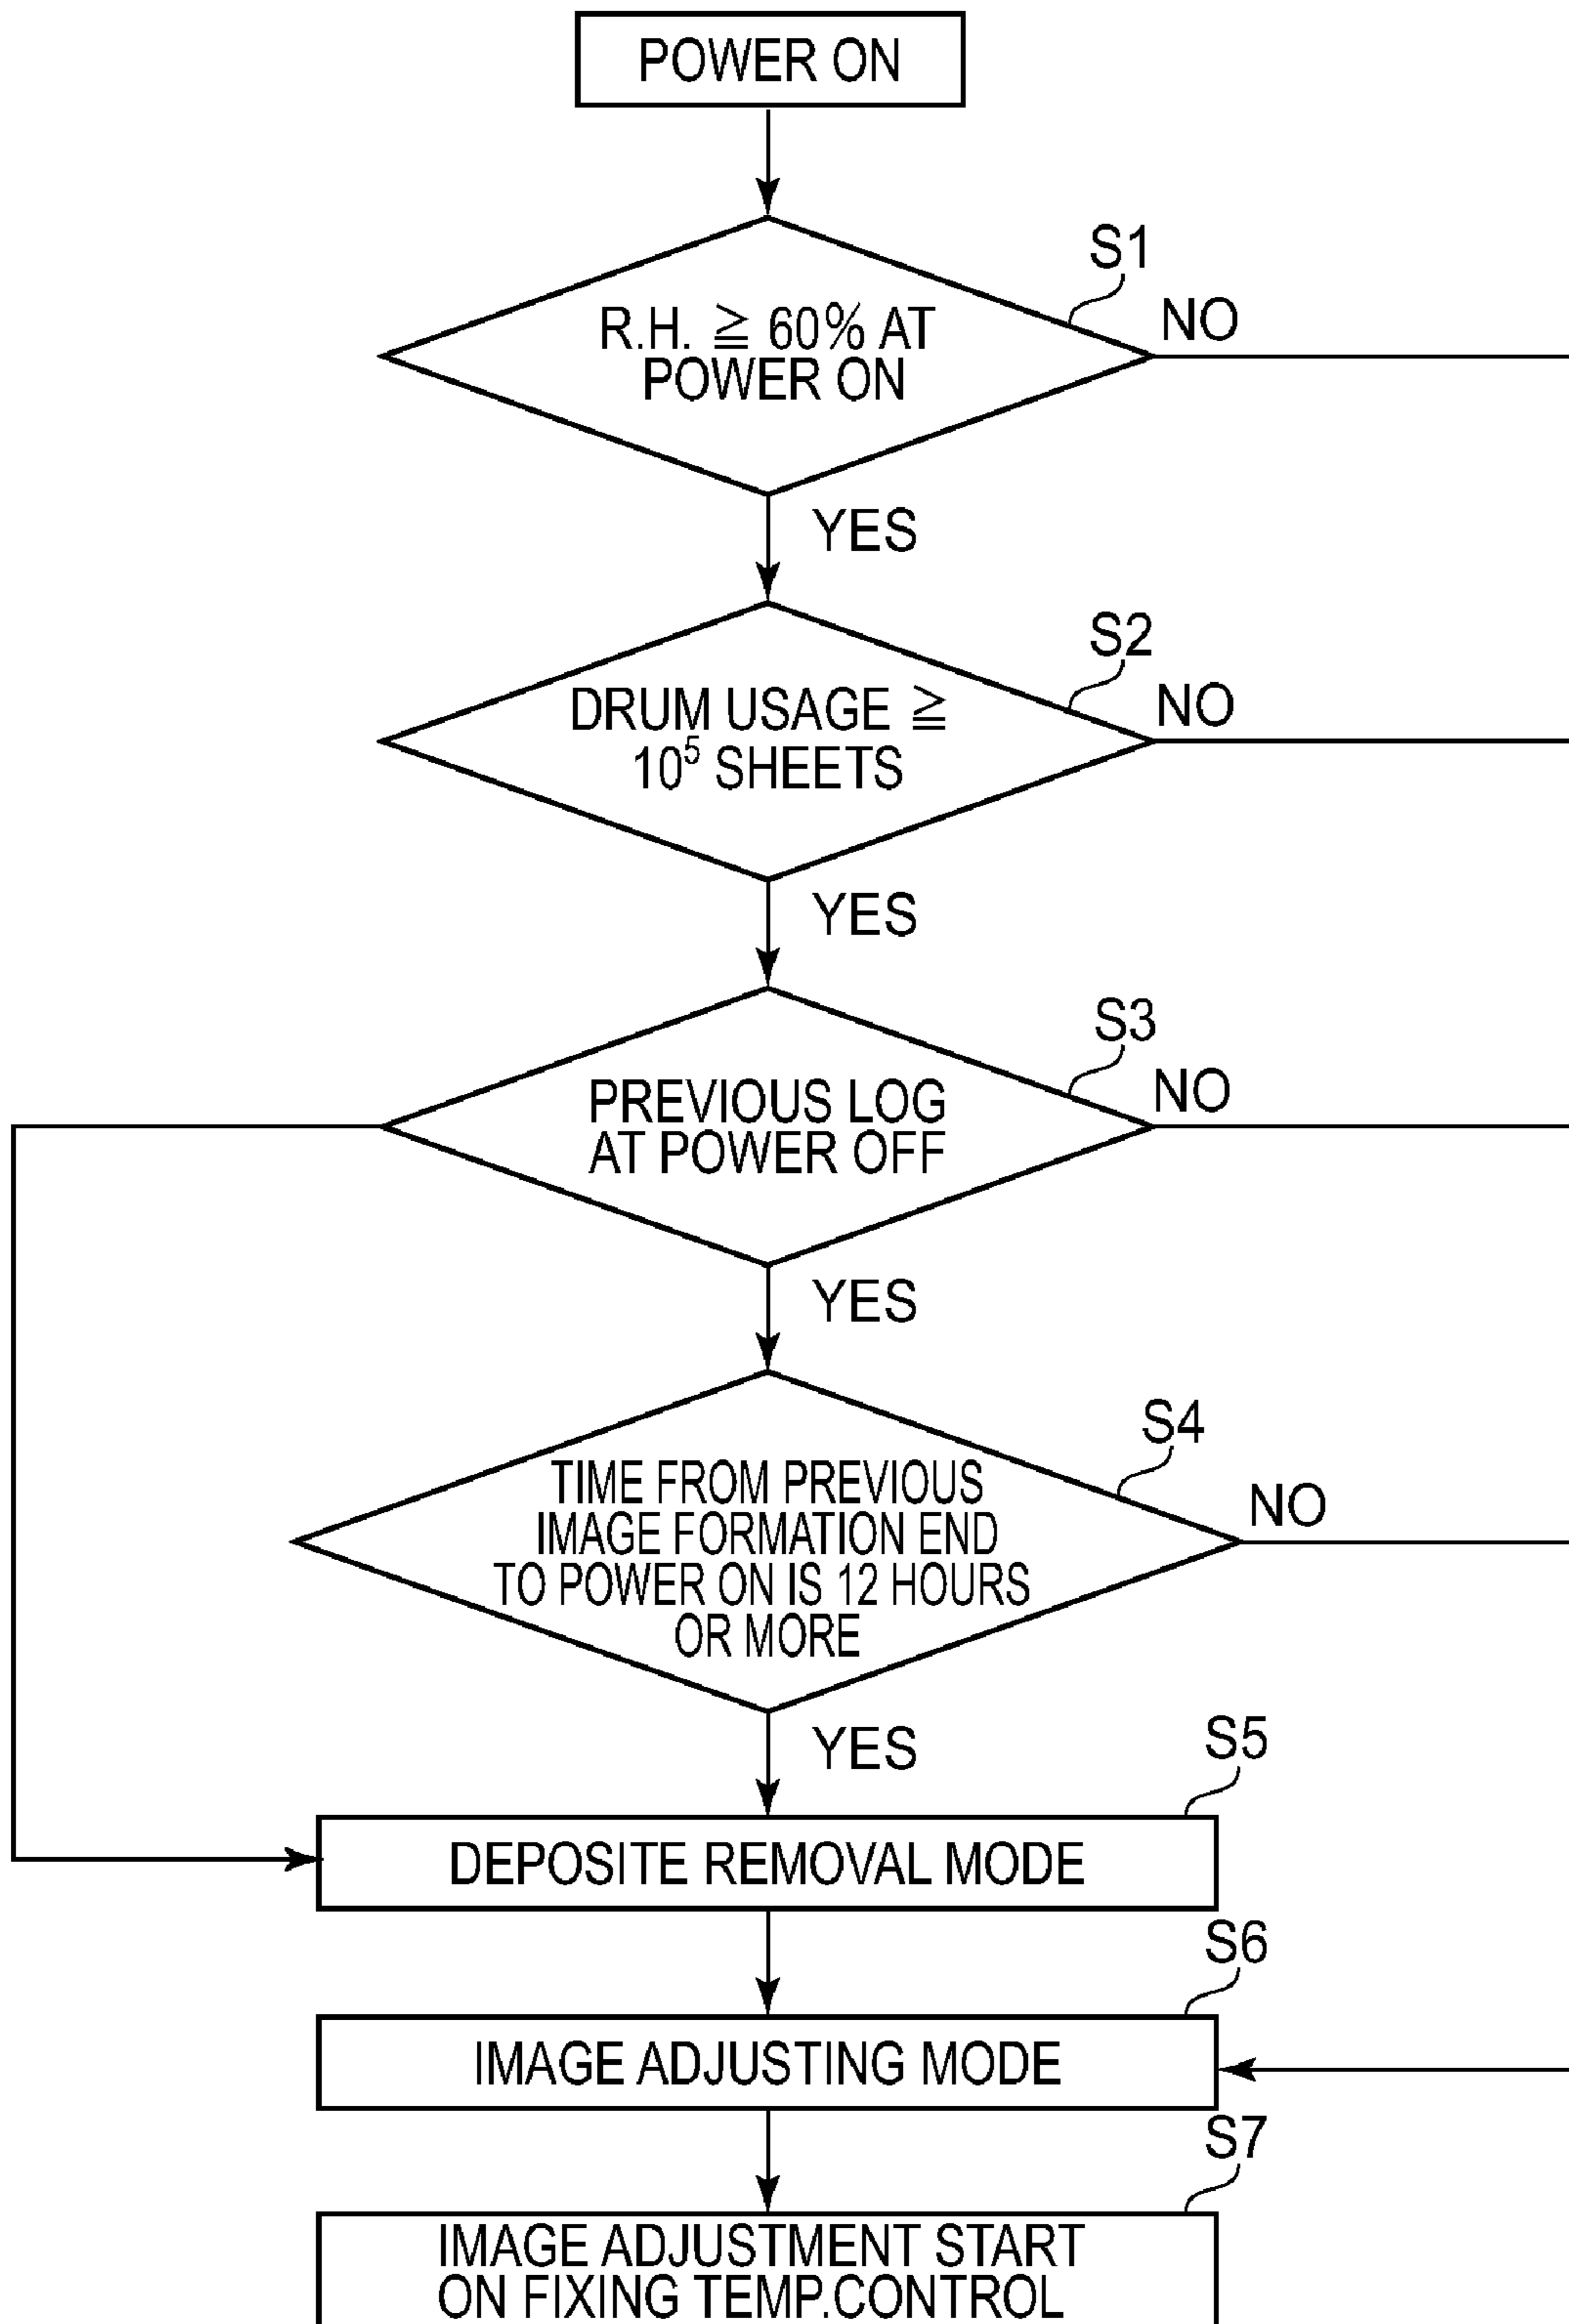 POWER ON
S1
R.H. ≧ 60% AT
POWER ON
NO
YES
S2
DRUM USAGE ≧
10⁵ SHEETS
NO
YES
S3
PREVIOUS LOG
AT POWER OFF
NO
YES
S4
TIME FROM PREVIOUS
IMAGE FORMATION END
TO POWER ON IS 12 HOURS
OR MORE
NO
YES
S5
DEPOSITE REMOVAL MODE
S6
IMAGE ADJUSTING MODE
S7
IMAGE ADJUSTMENT START
ON FIXING TEMP.CONTROL